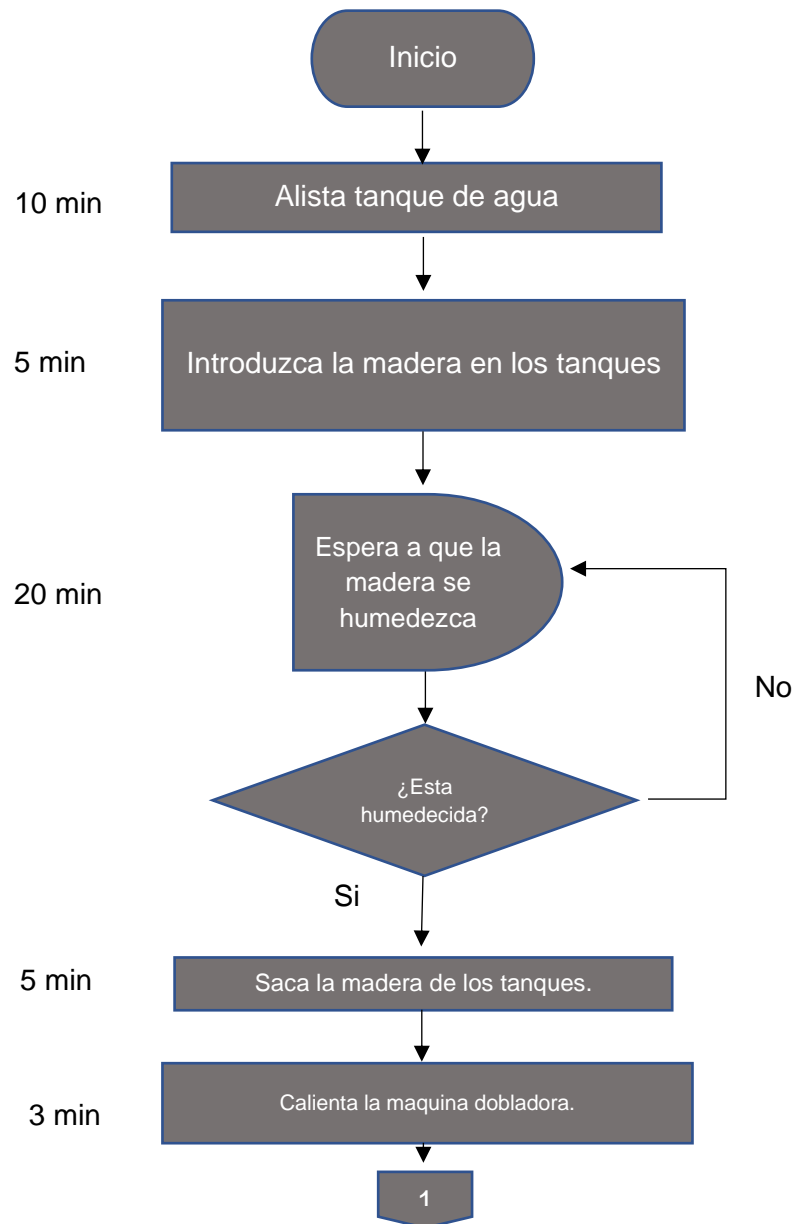 Inicio
10 min
Alista tanque de agua
5 min
Introduzca la madera en los tanques
20 min
Espera a que la
madera se
humedezca
No
¿Esta
humedecida?
Si
5 min
Saca la madera de los tanques.
3 min
Calienta la maquina dobladora.
1